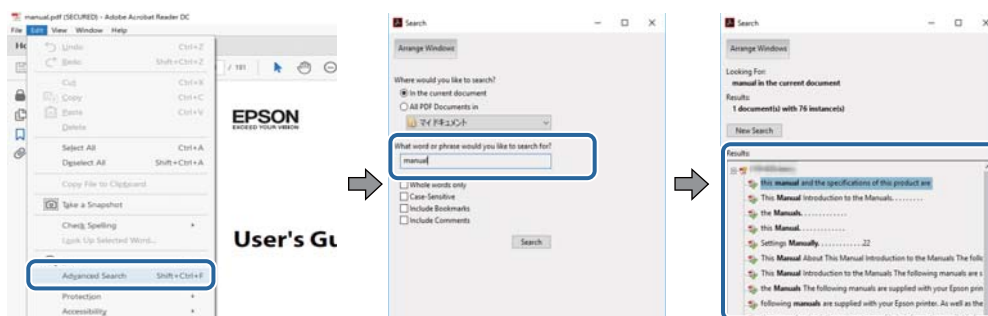 manual.pdf (SECURED) - Adobe Acrobat Reader DC
File Edit View Window Help
Undo Ctrl+Z
Redo Shift+Ctrl+Z
Cut Ctrl+X
Copy Ctrl+C
Paste Ctrl+V
Delete
Select All Ctrl+A
Deselect All Shift+Ctrl+A
Copy File to Clipboard
Take a Snapshot
Check Spelling
Look Up Selected Word...
Advanced Search Shift+Ctrl+F
Protection
Accessibility
/ 181
EPSON
EXCEED YOUR VISION
User's Gu
Search
Arrange Windows
Where would you like to search?
In the current document
All PDF Documents in
マイ ドキュメント
What word or phrase would you like to search for?
manual
Whole words only
Case-Sensitive
Include Bookmarks
Include Comments
Search
Search
Arrange Windows
Looking For:
manual in the current document
Results:
1 document(s) with 76 instance(s)
New Search
Results:
this manual and the specifications of this product are
This Manual Introduction to the Manuals.........
the Manuals.............
this Manual.............
Settings Manually.............22
This Manual About This Manual Introduction to the Manuals The follo
This Manual Introduction to the Manuals The following manuals are s
the Manuals The following manuals are supplied with your Epson prin
following manuals are supplied with your Epson printer. As well as the